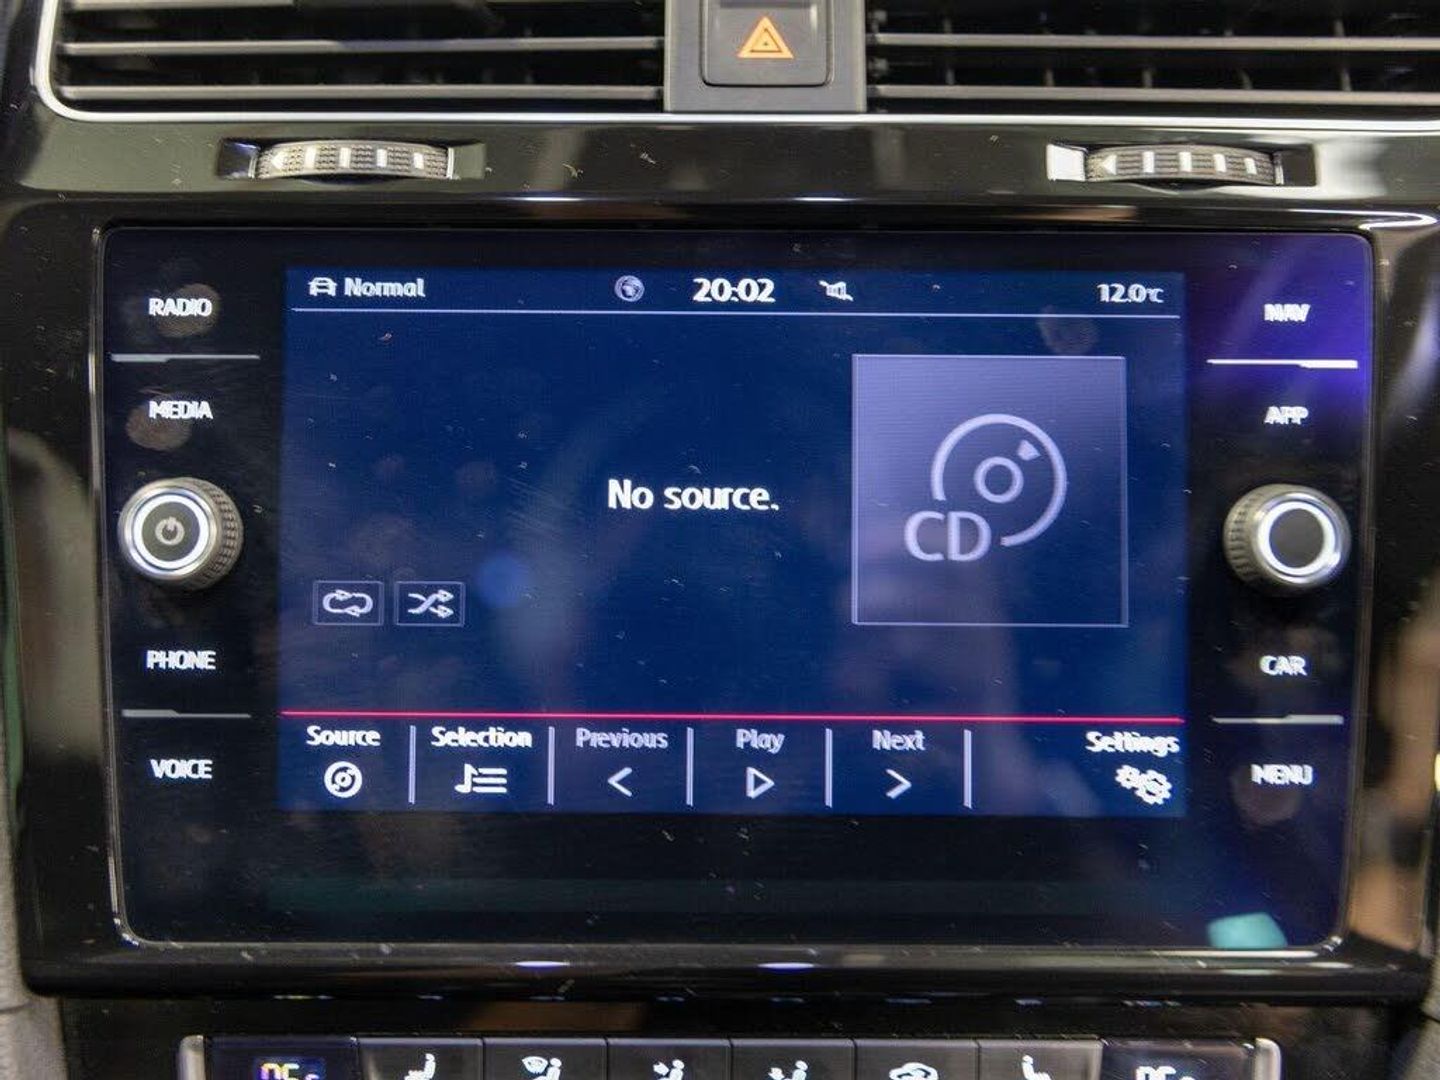 RADIO
MEDIA
PHONE
VOICE
Normal
20:02
12.0°C
No source.
CD
Source
Selection
Previous
Play
Next
Settings
NAV
APP
CAR
MENU